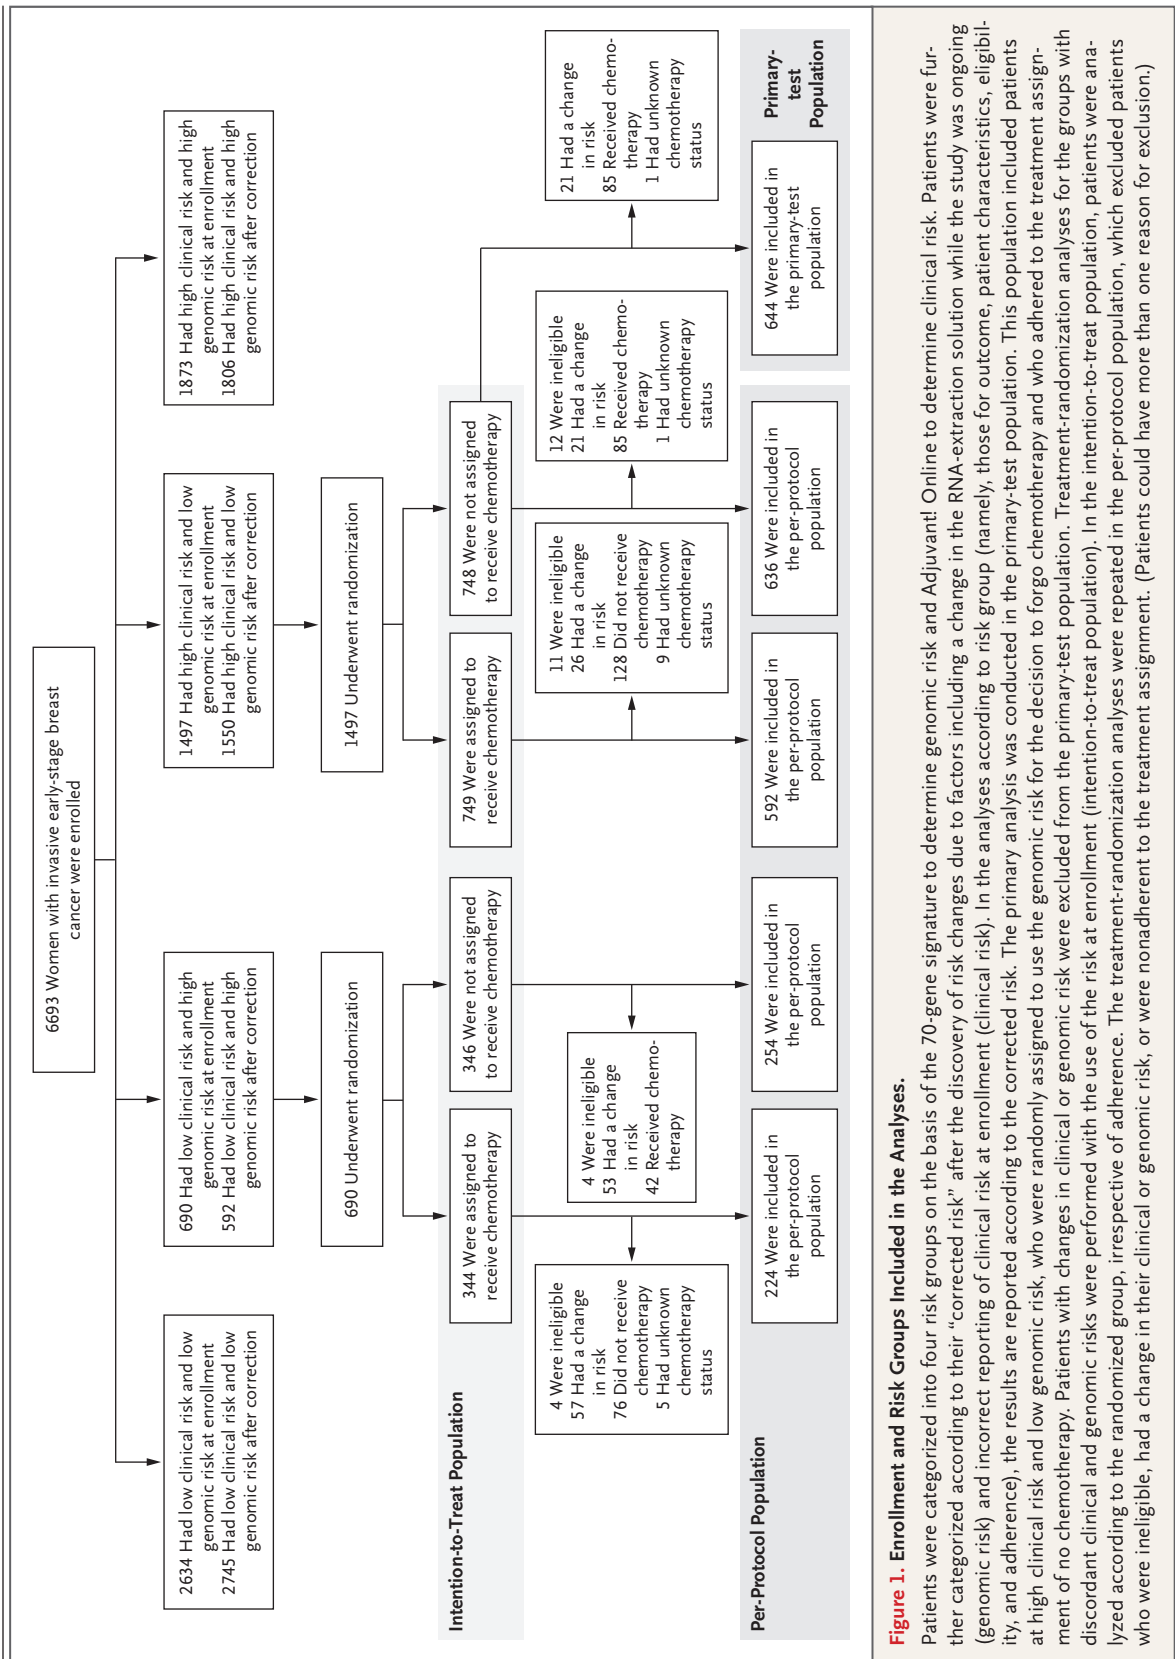 6693 Women with invasive early-stage breast
cancer were enrolled
2634 Had low clinical risk and low
genomic risk at enrollment
2745 Had low clinical risk and low
genomic risk after correction
690 Had low clinical risk and high
genomic risk at enrollment
592 Had low clinical risk and high
genomic risk after correction
1497 Had high clinical risk and low
genomic risk at enrollment
1550 Had high clinical risk and low
genomic risk after correction
1873 Had high clinical risk and high
genomic risk at enrollment
1806 Had high clinical risk and high
genomic risk after correction
690 Underwent randomization
1497 Underwent randomization
Intention-to-Treat Population
344 Were assigned to
receive chemotherapy
346 Were not assigned
to receive chemotherapy
749 Were assigned to
receive chemotherapy
748 Were not assigned
to receive chemotherapy
4 Were ineligible
57 Had a change
in risk
76 Did not receive
chemotherapy
5 Had unknown
chemotherapy
status
4 Were ineligible
53 Had a change
in risk
42 Received chemo-
therapy
11 Were ineligible
26 Had a change
in risk
128 Did not receive
chemotherapy
9 Had unknown
chemotherapy
status
12 Were ineligible
21 Had a change
in risk
85 Received chemo-
therapy
1 Had unknown
chemotherapy
status
21 Had a change
in risk
85 Received chemo-
therapy
1 Had unknown
chemotherapy
status
Per-Protocol Population
224 Were included in
the per-protocol
population
254 Were included in
the per-protocol
population
592 Were included in
the per-protocol
population
636 Were included in
the per-protocol
population
644 Were included in
the primary-test
population
Primary-
test
Population
Figure 1. Enrollment and Risk Groups Included in the Analyses.
Patients were categorized into four risk groups on the basis of the 70-gene signature to determine genomic risk and Adjuvant! Online to determine clinical risk. Patients were fur-
ther categorized according to their “corrected risk” after the discovery of risk changes due to factors including a change in the RNA-extraction solution while the study was ongoing
(genomic risk) and incorrect reporting of clinical risk at enrollment (clinical risk). In the analyses according to risk group (namely, those for outcome, patient characteristics, eligibil-
ity, and adherence), the results are reported according to the corrected risk. The primary analysis was conducted in the primary-test population. This population included patients
at high clinical risk and low genomic risk, who were randomly assigned to use the genomic risk for the decision to forgo chemotherapy and who adhered to the treatment assign-
ment of no chemotherapy. Patients with changes in clinical or genomic risk were excluded from the primary-test population. Treatment-randomization analyses for the groups with
discordant clinical and genomic risks were performed with the use of the risk at enrollment (intention-to-treat population). In the intention-to-treat population, patients were ana-
lyzed according to the randomized group, irrespective of adherence. The treatment-randomization analyses were repeated in the per-protocol population, which excluded patients
who were ineligible, had a change in their clinical or genomic risk, or were nonadherent to the treatment assignment. (Patients could have more than one reason for exclusion.)